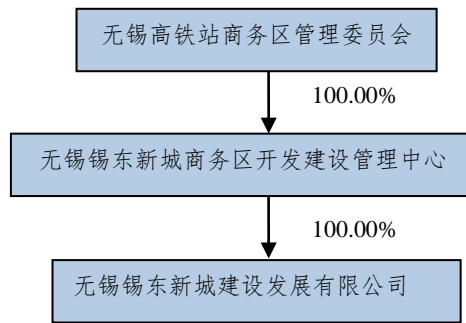 无锡高铁站商务区管理委员会
100.00%
无锡锡东新城商务区开发建设管理中心
100.00%
无锡锡东新城建设发展有限公司